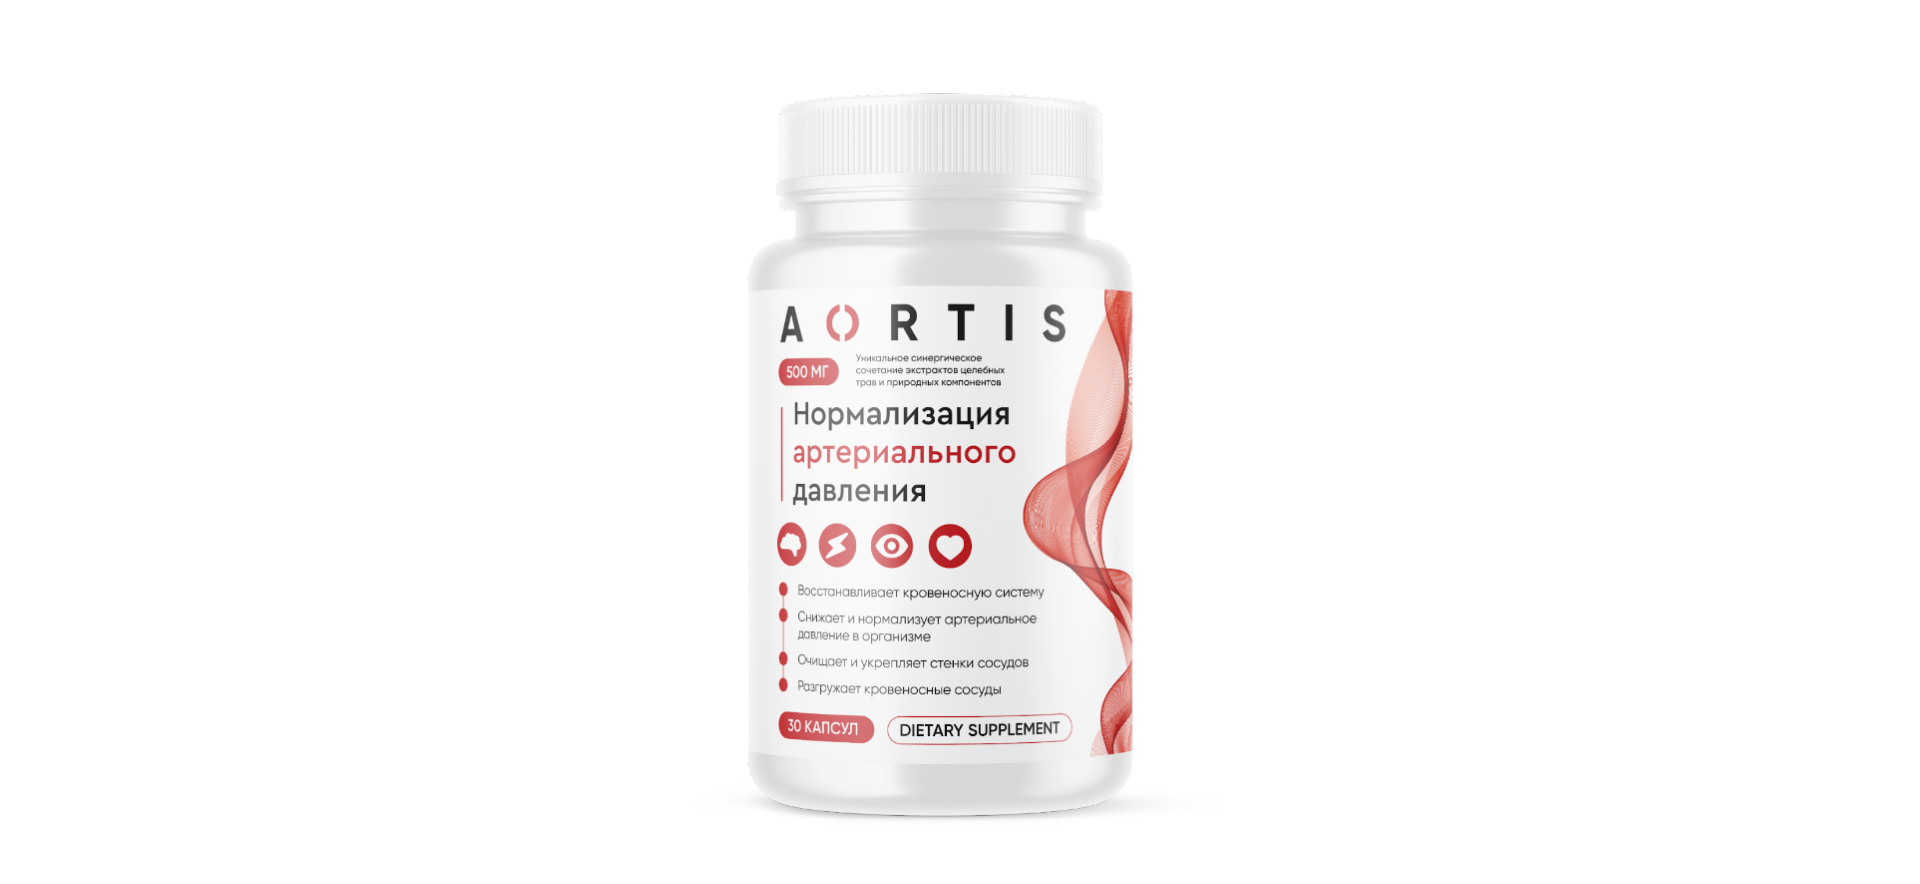 AORTIS
500 МГ
Уникальное синергическое
сочетание экстрактов целебных
трав и природных компонентов
Нормализация
артериального
давления
Восстанавливает кровеносную систему
Снижает и нормализует артериальное
давление в организме
Очищает и укрепляет стенки сосудов
Разгружает кровеносные сосуды
30 КАПСУЛ
DIETARY SUPPLEMENT